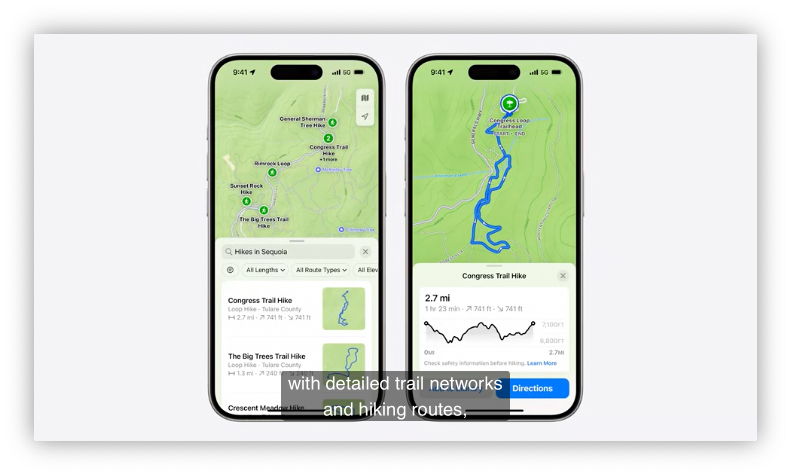 9:41
5G
General Sherman
Tree Hike
2
Congress Trail
Hike
+1 more
Rimrock Loop
Sunset Rock
Hike
The Big Trees Trail
Hike
Hikes in Sequoia
All Lengths
All Route Types
All Elev
Congress Trail Hike
Loop Hike · Tulare County
2.7 mi · 741 ft · 741 ft
The Big Trees Trail Hike
Loop Hike · Tulare County
1.3 mi · 240
Crescent Meadow Hike
9:41
5G
Congress Loop
Trailhead
START · END
Congress Trail Hike
2.7 mi
1 hr 23 min · 741 ft · 741 ft
7,100FT
6,800FT
0MI
2.7MI
Check safety information before hiking. Learn More
Directions
with detailed trail networks
and hiking routes,